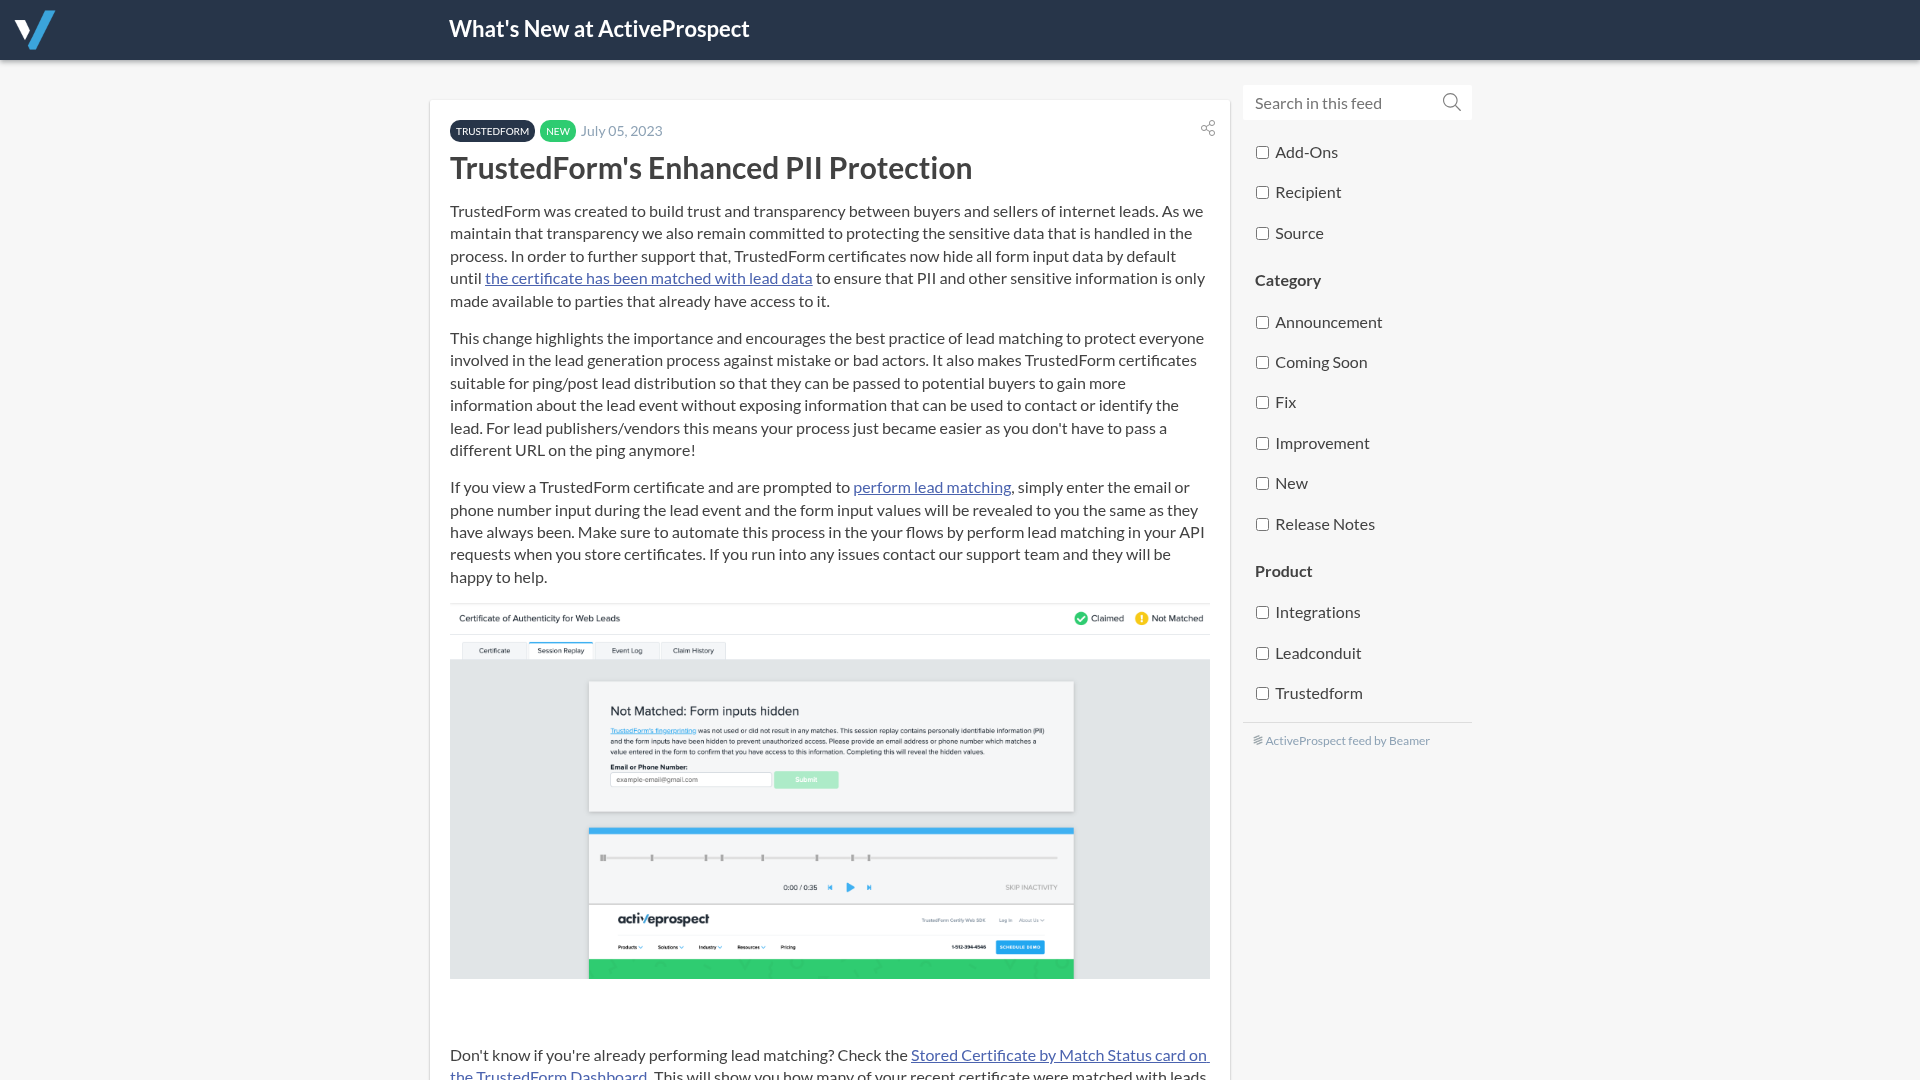 What's New at ActiveProspect
TRUSTEDFORM NEW July 05, 2023
TrustedForm's Enhanced PII Protection
TrustedForm was created to build trust and transparency between buyers and sellers of internet leads. As we
maintain that transparency we also remain committed to protecting the sensitive data that is handled in the
process. In order to further support that, TrustedForm certificates now hide all form input data by default
until the certificate has been matched with lead data to ensure that PII and other sensitive information is only
made available to parties that already have access to it.
This change highlights the importance and encourages the best practice of lead matching to protect everyone
involved in the lead generation process against mistake or bad actors. It also makes TrustedForm certificates
suitable for ping/post lead distribution so that they can be passed to potential buyers to gain more
information about the lead event without exposing information that can be used to contact or identify the
lead. For lead publishers/vendors this means your process just became easier as you don't have to pass a
different URL on the ping anymore!
If you view a TrustedForm certificate and are prompted to perform lead matching, simply enter the email or
phone number input during the lead event and the form input values will be revealed to you the same as they
have always been. Make sure to automate this process in the your flows by perform lead matching in your API
requests when you store certificates. If you run into any issues contact our support team and they will be
happy to help.
Certificate of Authenticity for Web Leads
Claimed
Not Matched
Certificate
Session Replay
Event Log
Claim History
Not Matched: Form inputs hidden
TrustedForm's fingerprinting was not used or did not result in any matches. This session replay contains personally identifiable information (PII)
and the form inputs have been hidden to prevent unauthorized access. Please provide an email address or phone number which matches a
value entered in the form to confirm that you have access to this information. Completing this will reveal the hidden values.
Email or Phone Number:
example-email@gmail.com
Submit
0:00 / 0:35
SKIP INACTIVITY
activeprospect
TrustedForm Certify Web SDK
Log In
About Us
Products
Solutions
Industry
Resources
Pricing
1-512-394-4546
SCHEDULE DEMO
Don't know if you're already performing lead matching? Check the Stored Certificate by Match Status card on
the TrustedForm Dashboard. This will show you how many of your recent certificate were matched with leads
Search in this feed
Add-Ons
Recipient
Source
Category
Announcement
Coming Soon
Fix
Improvement
New
Release Notes
Product
Integrations
Leadconduit
Trustedform
ActiveProspect feed by Beamer